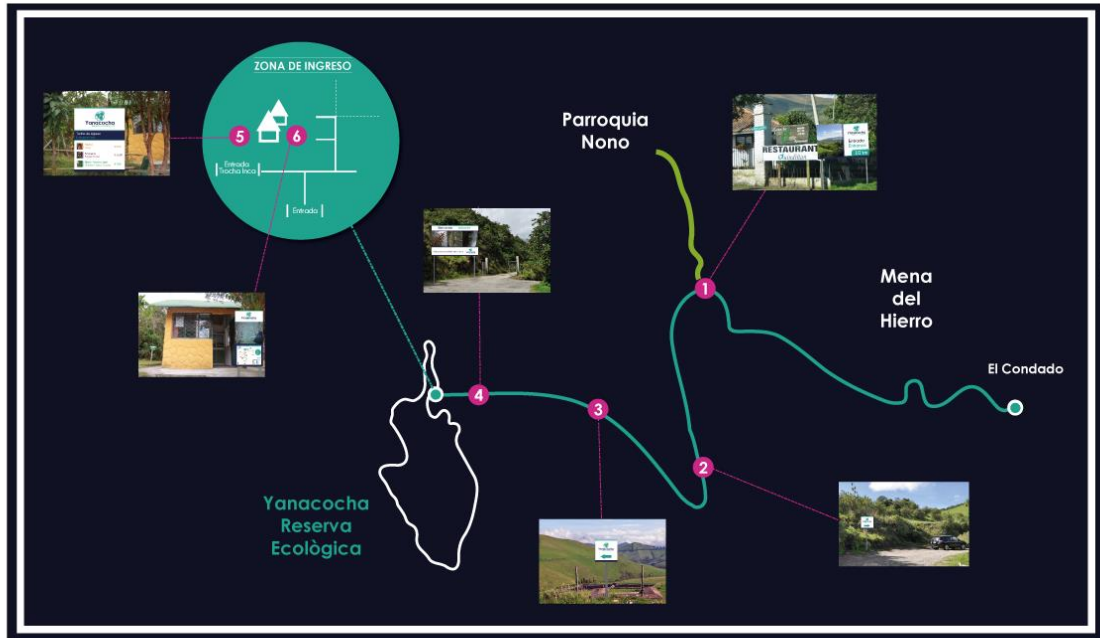 ZONA DE INGRESO
5
6
Entrada
Trocha Inca
Entrada
Yanacocha
Parroquia
Nono
RESTAURANT
1
Mena
del
Hierro
El Condado
4
3
2
Yanacocha
Reserva
Ecològica